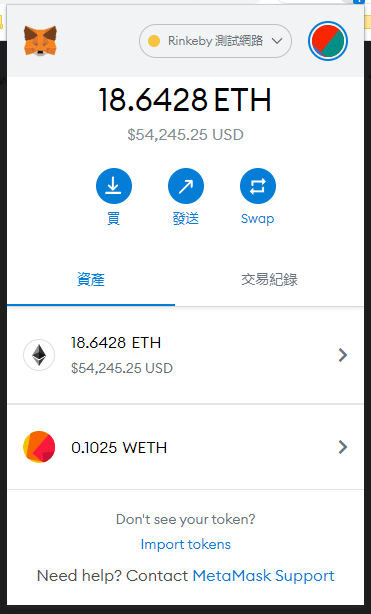 Rinkeby 測試網路
18.6428 ETH
$54,245.25 USD
買 發送 Swap
資產 交易紀錄
18.6428 ETH
$54,245.25 USD
0.1025 WETH
Don't see your token?
Import tokens
Need help? Contact MetaMask Support